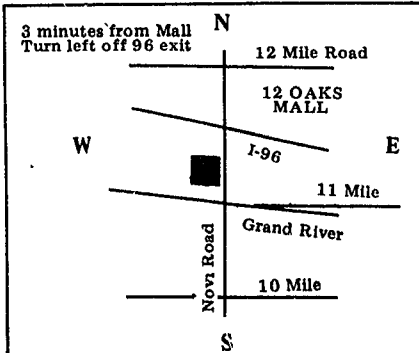 3 minutes from Mall
Turn left off 96 exit
N
12 Mile Road
12 OAKS
MALL
W
E
I-96
11 Mile
Grand River
Novi Road
10 Mile
S